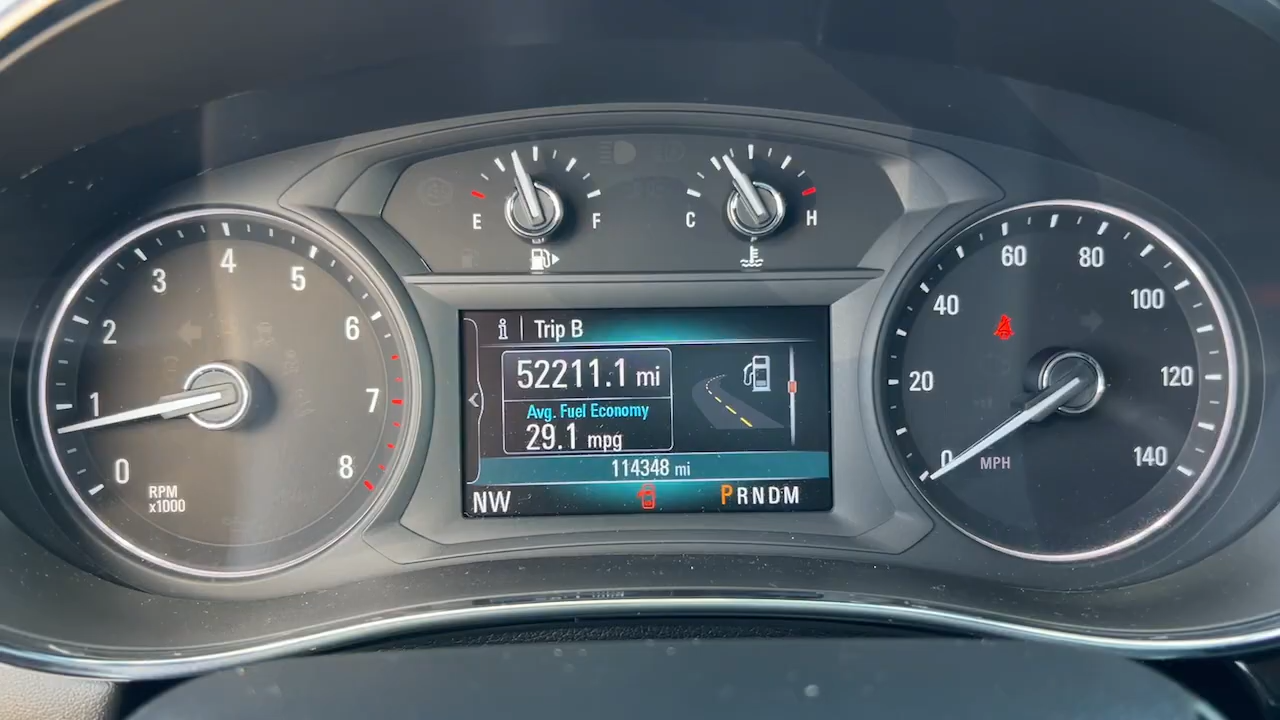 E
F
C
H
0
1
2
3
4
5
6
7
8
RPM
x1000
i Trip B
52211.1 mi
Avg. Fuel Economy
29.1 mpg
114348 mi
NW
PRNDM
0
20
40
60
80
100
120
140
MPH